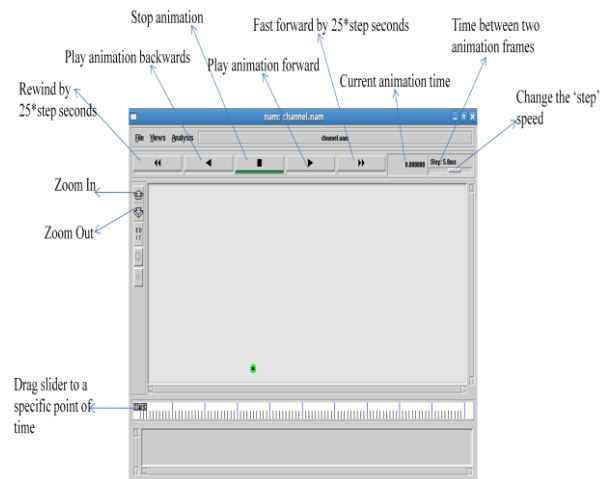 Stop animation
Fast forward by 25*step seconds
Time between two
animation frames
Play animation backwards
Play animation forward
Current animation time
Rewind by
25*step seconds
Change the ‘step’
speed
nam: channel.nam
File Views Analysis
channel.nam
0.000000
Step: 5.0ms
Zoom In
Zoom Out
Drag slider to a
specific point of
time